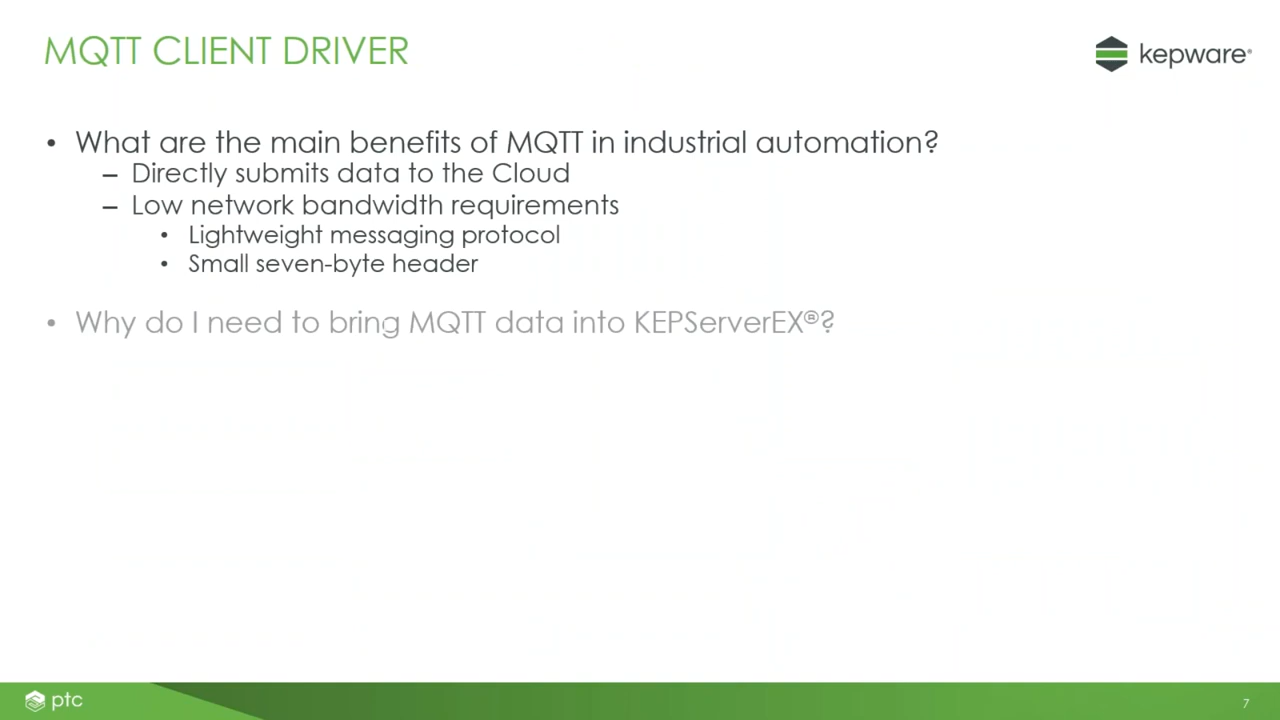 MQTT CLIENT DRIVER
kepware®
• What are the main benefits of MQTT in industrial automation?
– Directly submits data to the Cloud
– Low network bandwidth requirements
• Lightweight messaging protocol
• Small seven-byte header
• Why do I need to bring MQTT data into KEPServerEX®?
ptc
7